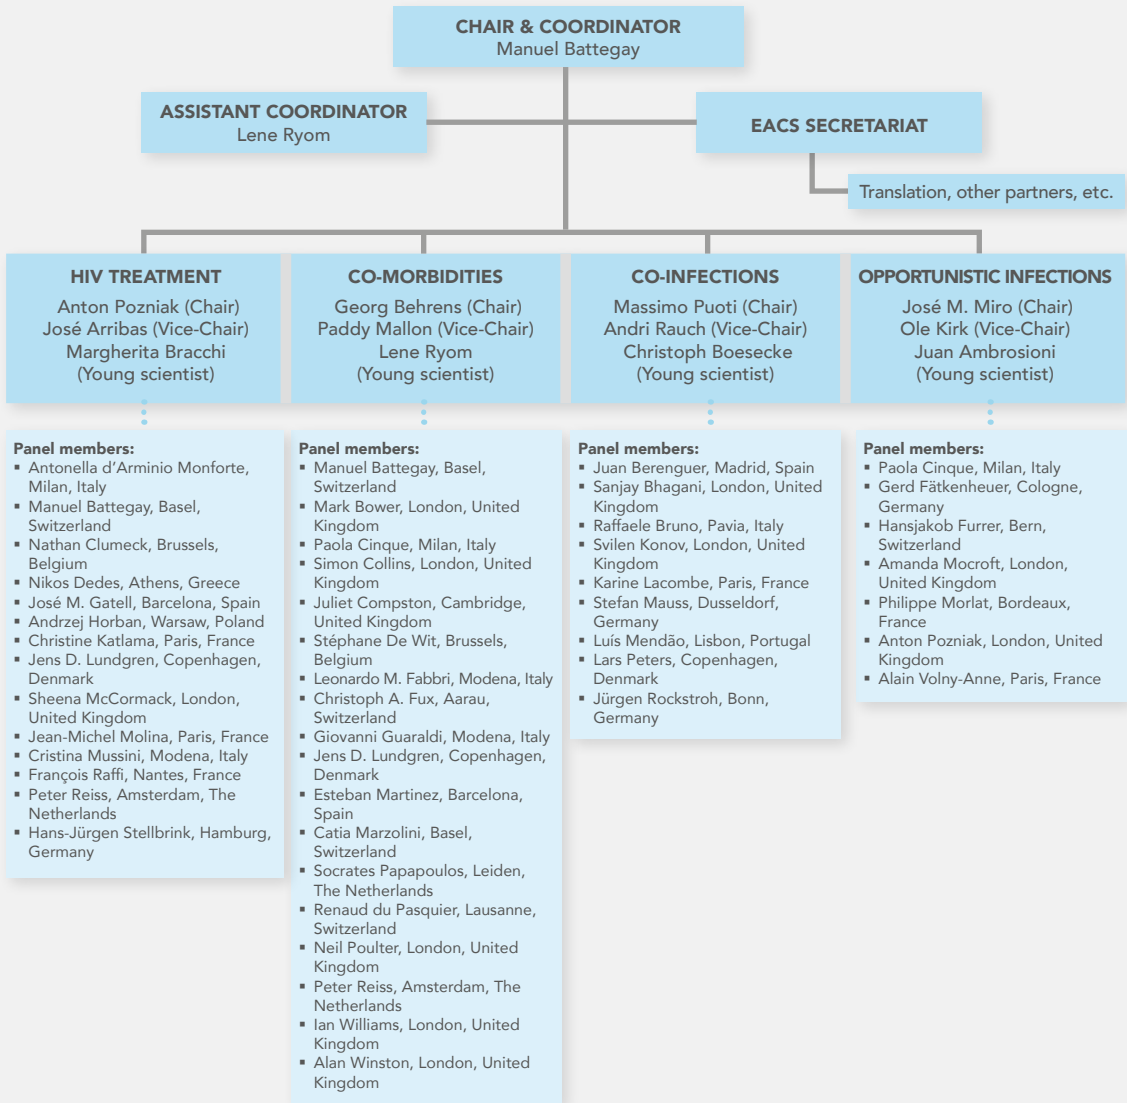 CHAIR & COORDINATOR
Manuel Battegay
ASSISTANT COORDINATOR
Lene Ryom
EACS SECRETARIAT
Translation, other partners, etc.
HIV TREATMENT
Anton Pozniak (Chair)
José Arribas (Vice-Chair)
Margherita Bracchi
(Young scientist)
CO-MORBIDITIES
Georg Behrens (Chair)
Paddy Mallon (Vice-Chair)
Lene Ryom
(Young scientist)
CO-INFECTIONS
Massimo Puoti (Chair)
Andri Rauch (Vice-Chair)
Christoph Boesecke
(Young scientist)
OPPORTUNISTIC INFECTIONS
José M. Miro (Chair)
Ole Kirk (Vice-Chair)
Juan Ambrosioni
(Young scientist)
Panel members:
▪ Antonella d'Arminio Monforte,
Milan, Italy
▪ Manuel Battegay, Basel,
Switzerland
▪ Nathan Clumeck, Brussels,
Belgium
▪ Nikos Dedes, Athens, Greece
▪ José M. Gatell, Barcelona, Spain
▪ Andrzej Horban, Warsaw, Poland
▪ Christine Katlama, Paris, France
▪ Jens D. Lundgren, Copenhagen,
Denmark
▪ Sheena McCormack, London,
United Kingdom
▪ Jean-Michel Molina, Paris, France
▪ Cristina Mussini, Modena, Italy
▪ François Raffi, Nantes, France
▪ Peter Reiss, Amsterdam, The
Netherlands
▪ Hans-Jürgen Stellbrink, Hamburg,
Germany
Panel members:
▪ Manuel Battegay, Basel,
Switzerland
▪ Mark Bower, London, United
Kingdom
▪ Paola Cinque, Milan, Italy
▪ Simon Collins, London, United
Kingdom
▪ Juliet Compston, Cambridge,
United Kingdom
▪ Stéphane De Wit, Brussels,
Belgium
▪ Leonardo M. Fabbri, Modena, Italy
▪ Christoph A. Fux, Aarau,
Switzerland
▪ Giovanni Guaraldi, Modena, Italy
▪ Jens D. Lundgren, Copenhagen,
Denmark
▪ Esteban Martinez, Barcelona,
Spain
▪ Catia Marzolini, Basel,
Switzerland
▪ Socrates Papapoulos, Leiden,
The Netherlands
▪ Renaud du Pasquier, Lausanne,
Switzerland
▪ Neil Poulter, London, United
Kingdom
▪ Peter Reiss, Amsterdam, The
Netherlands
▪ Ian Williams, London, United
Kingdom
▪ Alan Winston, London, United
Kingdom
Panel members:
▪ Juan Berenguer, Madrid, Spain
▪ Sanjay Bhagani, London, United
Kingdom
▪ Raffaele Bruno, Pavia, Italy
▪ Svilen Konov, London, United
Kingdom
▪ Karine Lacombe, Paris, France
▪ Stefan Mauss, Dusseldorf,
Germany
▪ Luís Mendão, Lisbon, Portugal
▪ Lars Peters, Copenhagen,
Denmark
▪ Jürgen Rockstroh, Bonn,
Germany
Panel members:
▪ Paola Cinque, Milan, Italy
▪ Gerd Fätkenheuer, Cologne,
Germany
▪ Hansjakob Furrer, Bern,
Switzerland
▪ Amanda Mocroft, London,
United Kingdom
▪ Philippe Morlat, Bordeaux,
France
▪ Anton Pozniak, London, United
Kingdom
▪ Alain Volny-Anne, Paris, France